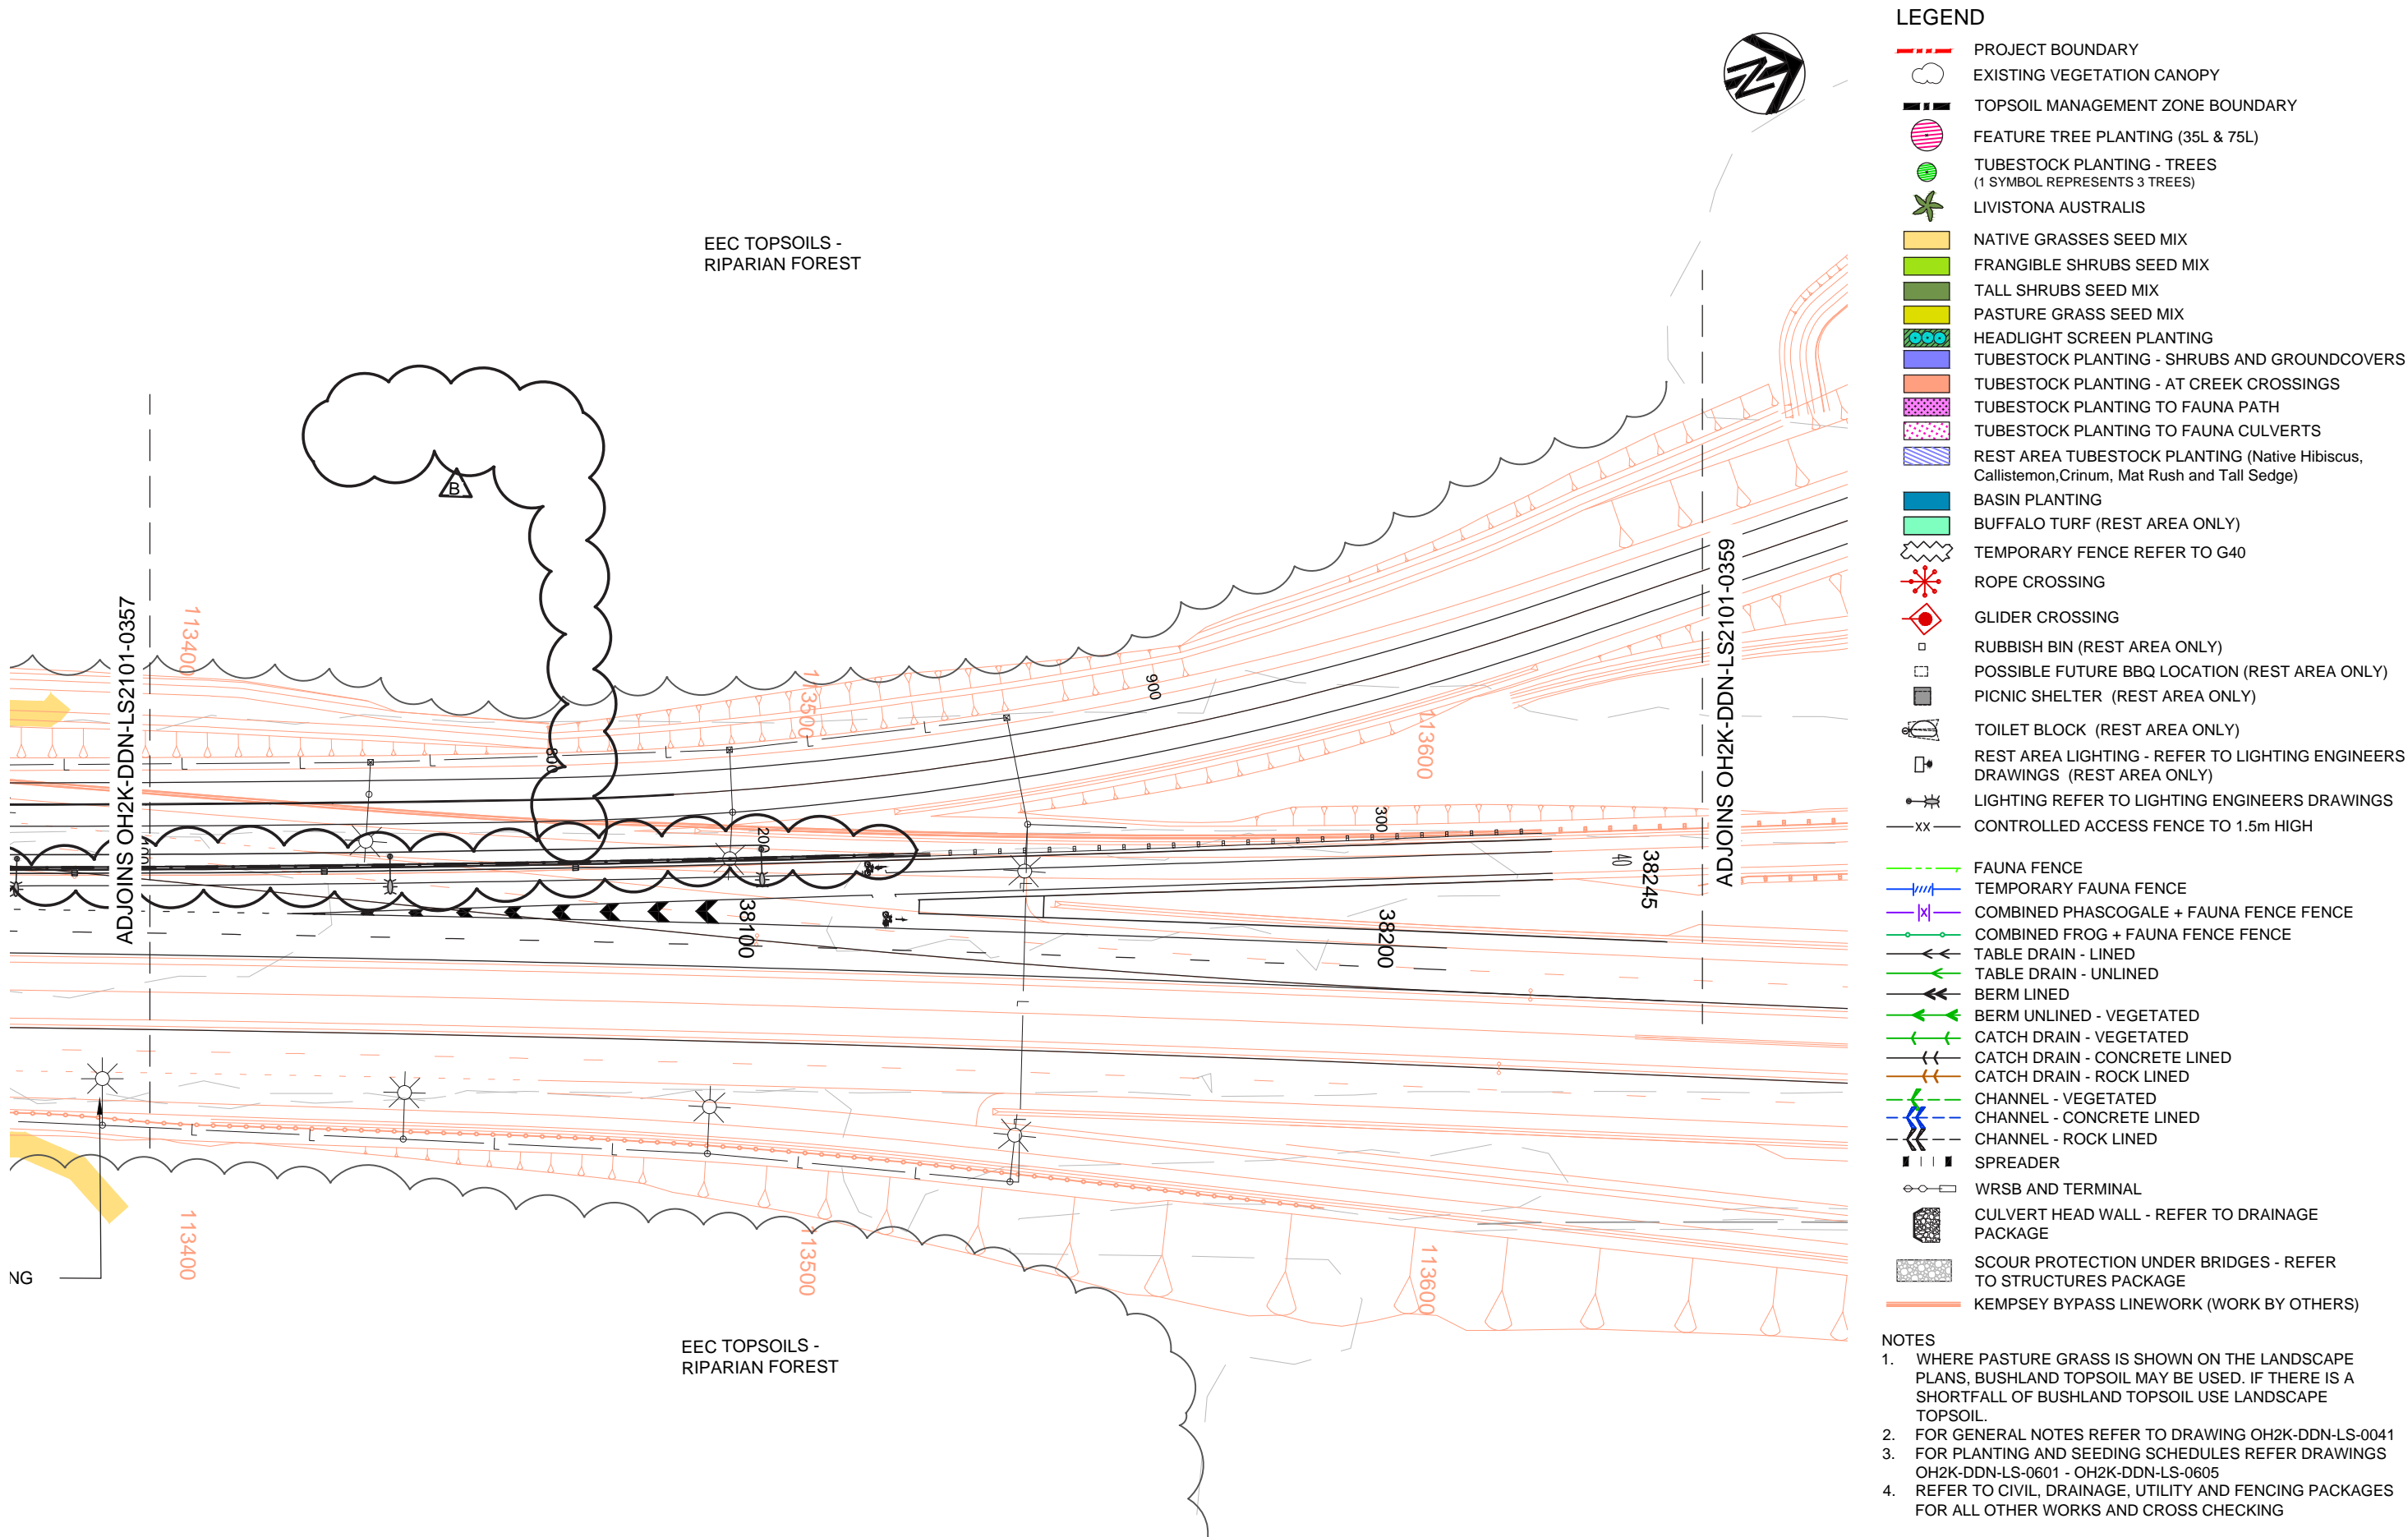 EEC TOPSOILS -
RIPARIAN FOREST
B
ADJOINS OH2K-DDN-LS2101-0357
ADJOINS OH2K-DDN-LS2101-0359
113400
113500
113600
800
900
200
300
40
38100
38200
38245
L L L L L L
L L L L L L
113400
113500
113600
NG
EEC TOPSOILS -
RIPARIAN FOREST
LEGEND
PROJECT BOUNDARY
EXISTING VEGETATION CANOPY
TOPSOIL MANAGEMENT ZONE BOUNDARY
FEATURE TREE PLANTING (35L & 75L)
TUBESTOCK PLANTING - TREES
(1 SYMBOL REPRESENTS 3 TREES)
LIVISTONA AUSTRALIS
NATIVE GRASSES SEED MIX
FRANGIBLE SHRUBS SEED MIX
TALL SHRUBS SEED MIX
PASTURE GRASS SEED MIX
HEADLIGHT SCREEN PLANTING
TUBESTOCK PLANTING - SHRUBS AND GROUNDCOVERS
TUBESTOCK PLANTING - AT CREEK CROSSINGS
TUBESTOCK PLANTING TO FAUNA PATH
TUBESTOCK PLANTING TO FAUNA CULVERTS
REST AREA TUBESTOCK PLANTING (Native Hibiscus,
Callistemon,Crinum, Mat Rush and Tall Sedge)
BASIN PLANTING
BUFFALO TURF (REST AREA ONLY)
TEMPORARY FENCE REFER TO G40
ROPE CROSSING
GLIDER CROSSING
RUBBISH BIN (REST AREA ONLY)
POSSIBLE FUTURE BBQ LOCATION (REST AREA ONLY)
PICNIC SHELTER (REST AREA ONLY)
TOILET BLOCK (REST AREA ONLY)
REST AREA LIGHTING - REFER TO LIGHTING ENGINEERS
DRAWINGS (REST AREA ONLY)
LIGHTING REFER TO LIGHTING ENGINEERS DRAWINGS
XX CONTROLLED ACCESS FENCE TO 1.5m HIGH
FAUNA FENCE
TEMPORARY FAUNA FENCE
COMBINED PHASCOGALE + FAUNA FENCE FENCE
COMBINED FROG + FAUNA FENCE FENCE
TABLE DRAIN - LINED
TABLE DRAIN - UNLINED
BERM LINED
BERM UNLINED - VEGETATED
CATCH DRAIN - VEGETATED
CATCH DRAIN - CONCRETE LINED
CATCH DRAIN - ROCK LINED
CHANNEL - VEGETATED
CHANNEL - CONCRETE LINED
CHANNEL - ROCK LINED
SPREADER
WRSB AND TERMINAL
CULVERT HEAD WALL - REFER TO DRAINAGE
PACKAGE
SCOUR PROTECTION UNDER BRIDGES - REFER
TO STRUCTURES PACKAGE
KEMPSEY BYPASS LINEWORK (WORK BY OTHERS)
NOTES
1. WHERE PASTURE GRASS IS SHOWN ON THE LANDSCAPE
PLANS, BUSHLAND TOPSOIL MAY BE USED. IF THERE IS A
SHORTFALL OF BUSHLAND TOPSOIL USE LANDSCAPE
TOPSOIL.
2. FOR GENERAL NOTES REFER TO DRAWING OH2K-DDN-LS-0041
3. FOR PLANTING AND SEEDING SCHEDULES REFER DRAWINGS
OH2K-DDN-LS-0601 - OH2K-DDN-LS-0605
4. REFER TO CIVIL, DRAINAGE, UTILITY AND FENCING PACKAGES
FOR ALL OTHER WORKS AND CROSS CHECKING